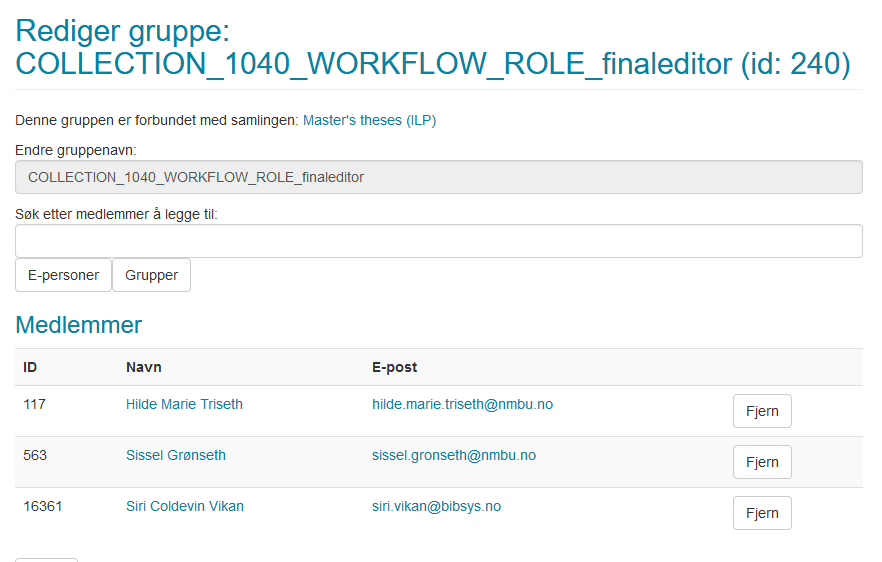 Rediger gruppe:
COLLECTION_1040_WORKFLOW_ROLE_finaleditor (id: 240)
Denne gruppen er forbundet med samlingen: Master's theses (ILP)
Endre gruppenavn:
COLLECTION_1040_WORKFLOW_ROLE_finaleditor
Søk etter medlemmer å legge til:
E-personer Grupper
Medlemmer
ID Navn E-post
117 Hilde Marie Triseth hilde.marie.triseth@nmbu.no Fjern
563 Sissel Grønseth sissel.gronseth@nmbu.no Fjern
16361 Siri Coldevin Vikan siri.vikan@bibsys.no Fjern